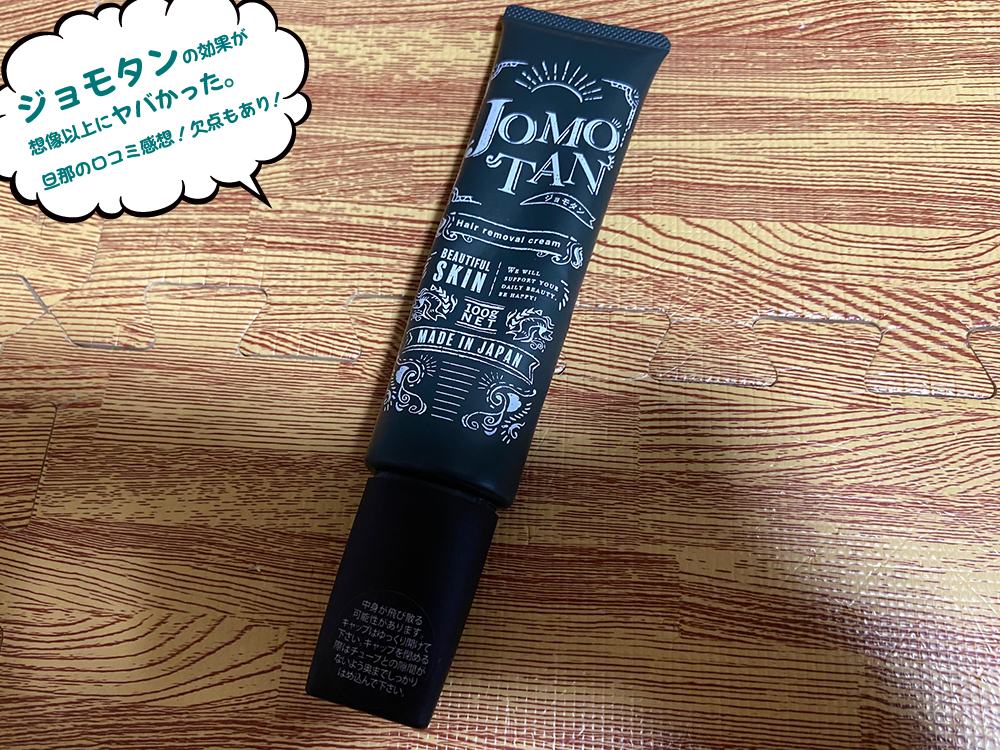 ジョモタンの効果が
想像以上にヤバかった。
旦那の口コミ感想！欠点もあり！
JOMO
TAN
ジョモタン
Hair removal cream
BEAUTIFUL
SKIN
WE WILL
SUPPORT YOUR
DAILY BEAUTY.
BE HAPPY!
100g
NET
MADE IN JAPAN
中身が飛び散る
可能性があります。
キャップはゆっくり開けて
下さい。キャップを閉める
際はチューブとの隙間が
ないよう奥までしっかり
はめ込んで下さい。